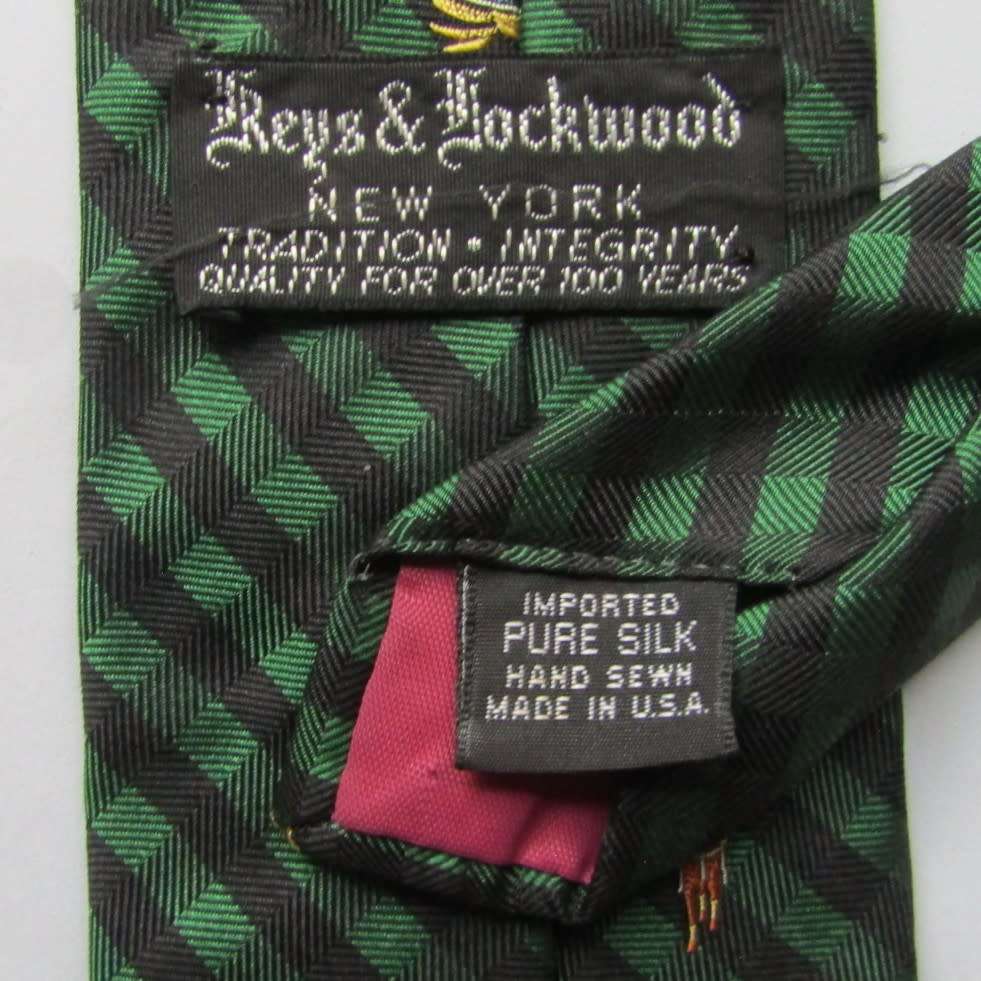 Keys & Lockwood
NEW YORK
TRADITION • INTEGRITY
QUALITY FOR OVER 100 YEARS
IMPORTED
PURE SILK
HAND SEWN
MADE IN U.S.A.